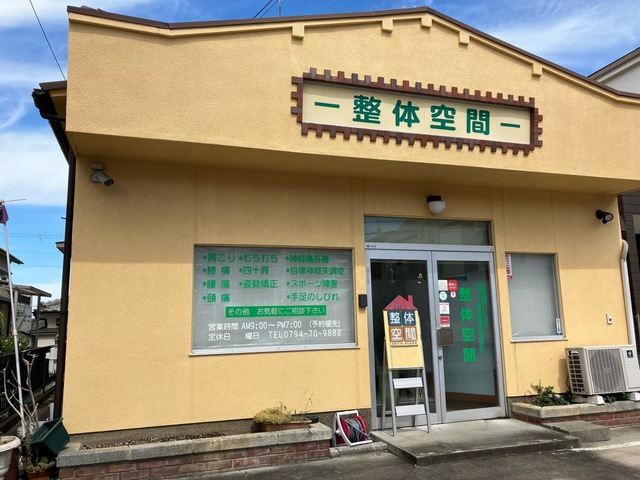 ー整体空間ー
*肩こり *むち打ち *神経痛各種
*膝 痛 *四十肩 *自律神経失調症
*腰 痛 *姿勢矯正 *スポーツ障害
*頭 痛 *手足のしびれ
その他 お気軽にご相談下さい
営業時間 AM9:00〜PM7:00 (予約優先)
定休日 曜日 TEL0794-70-9888
整体
空間
整体空間